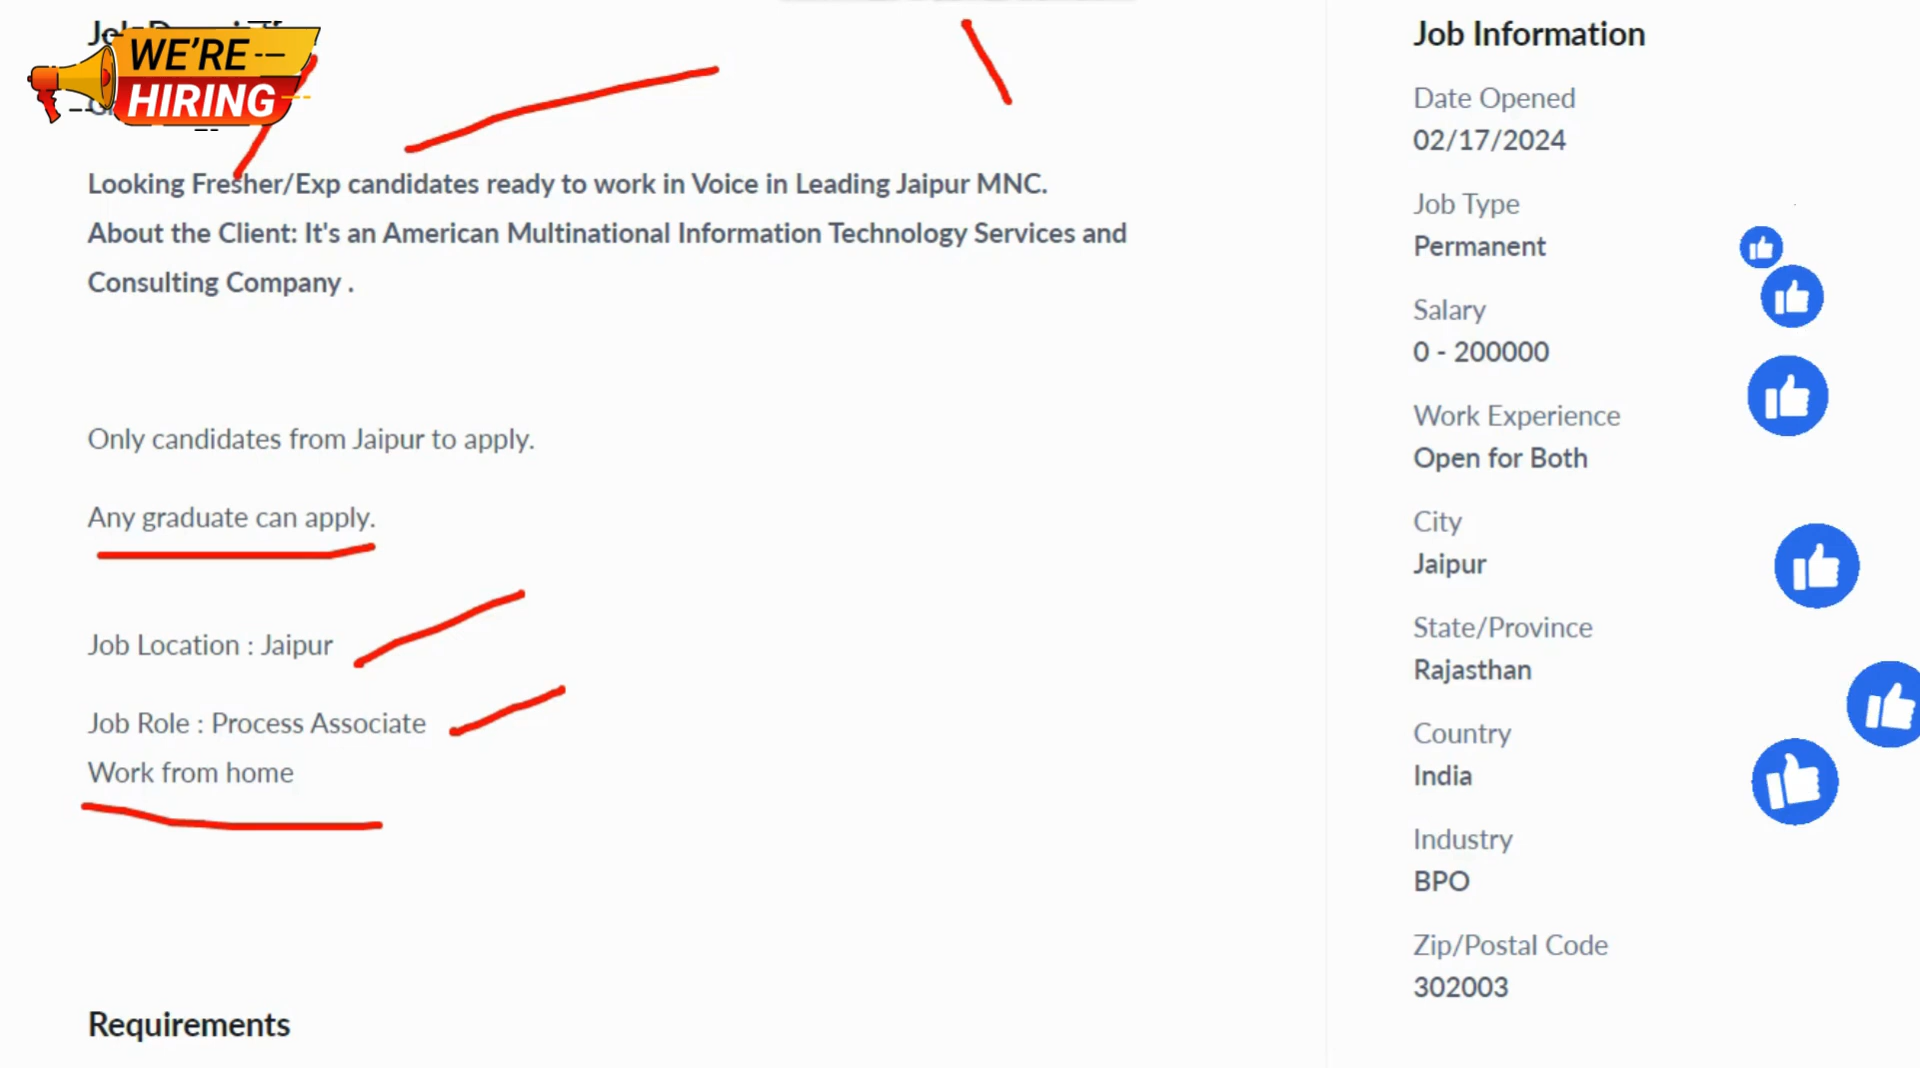 WE'RE
HIRING
Looking Fresher/Exp candidates ready to work in Voice in Leading Jaipur MNC.
About the Client: It's an American Multinational Information Technology Services and
Consulting Company .
Only candidates from Jaipur to apply.
Any graduate can apply.
Job Location : Jaipur
Job Role : Process Associate
Work from home
Requirements
Job Information
Date Opened
02/17/2024
Job Type
Permanent
Salary
0 - 200000
Work Experience
Open for Both
City
Jaipur
State/Province
Rajasthan
Country
India
Industry
BPO
Zip/Postal Code
302003